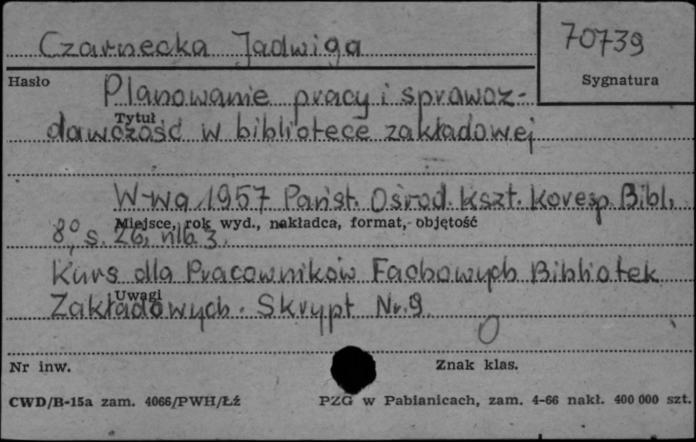 Czarnecka Jadwiga
70739
Hasło
Sygnatura
Planowanie pracy i sprawoz-
Tytuł
dawczość w bibliotece zakładowej
W-wa 1957 Państ. Ośrod. Kszt. Koresp. Bibl.
Miejsce, rok wyd., nakładca, format, objętość
8°, s. 26, nlb 3.
Kurs dla Pracowników Fachowych Bibliotek
Uwagi
Zakładowych. Skrypt Nr. 9.
0
Nr inw.
Znak klas.
CWD/B-15a zam. 4066/PWH/Łź
PZG w Pabianicach, zam. 4-66 nakł. 400 000 szt.